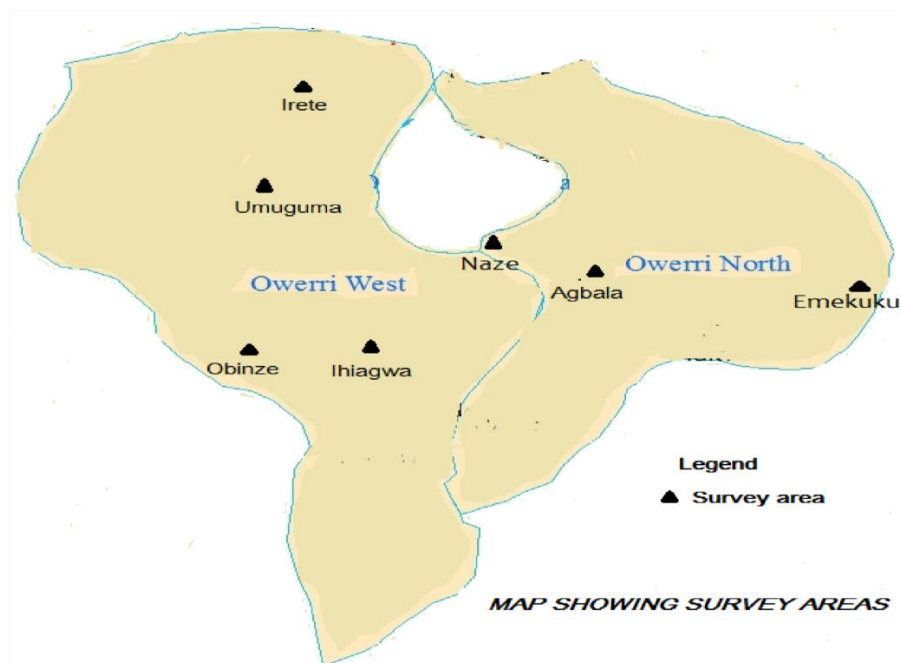 Irete
Umuguma
Naze
Owerri West
Owerri North
Agbala
Emekuku
Obinze
Ihiagwa
Legend
Survey area
MAP SHOWING SURVEY AREAS